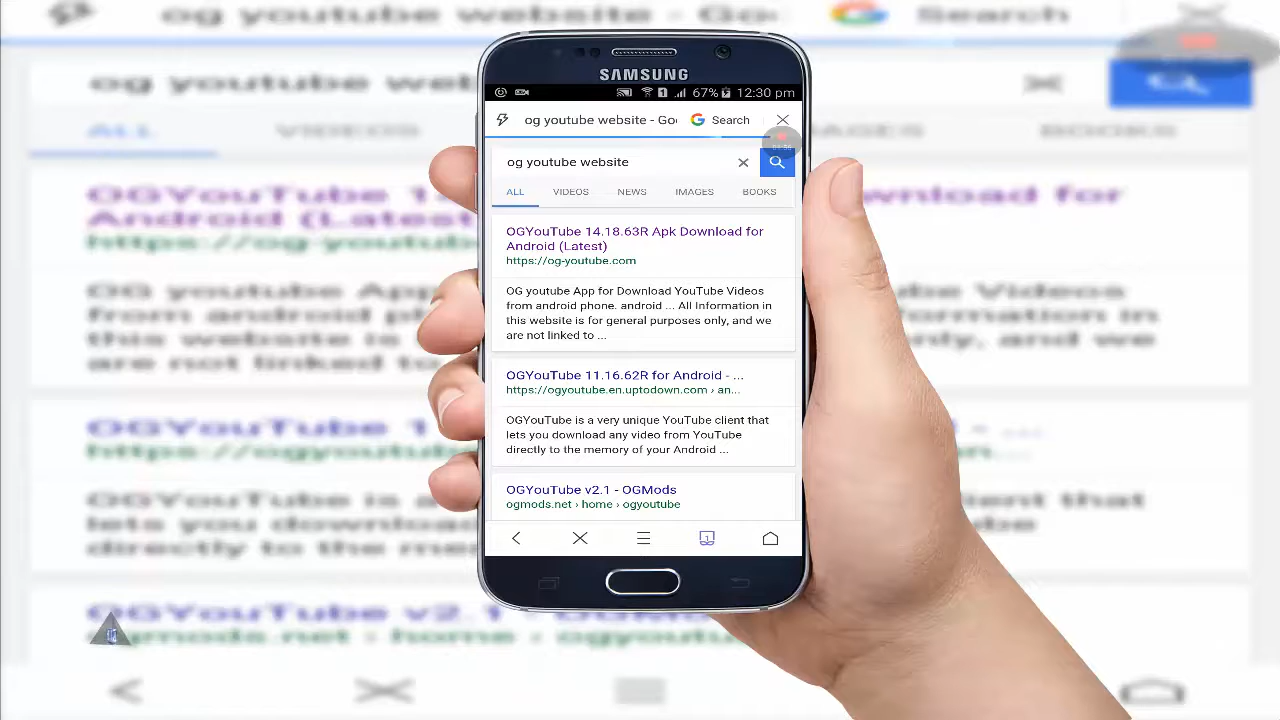 SAMSUNG
67% 12:30 pm
og youtube website - Goo
Search
og youtube website
ALL VIDEOS NEWS IMAGES BOOKS
OGYouTube 14.18.63R Apk Download for
Android (Latest)
https://og-youtube.com
OG youtube App for Download YouTube Videos
from android phone. android ... All Information in
this website is for general purposes only, and we
are not linked to ...
OGYouTube 11.16.62R for Android - ...
https://ogyoutube.en.uptodown.com › an...
OGYouTube is a very unique YouTube client that
lets you download any video from YouTube
directly to the memory of your Android ...
OGYouTube v2.1 - OGMods
ogmods.net › home › ogyoutube